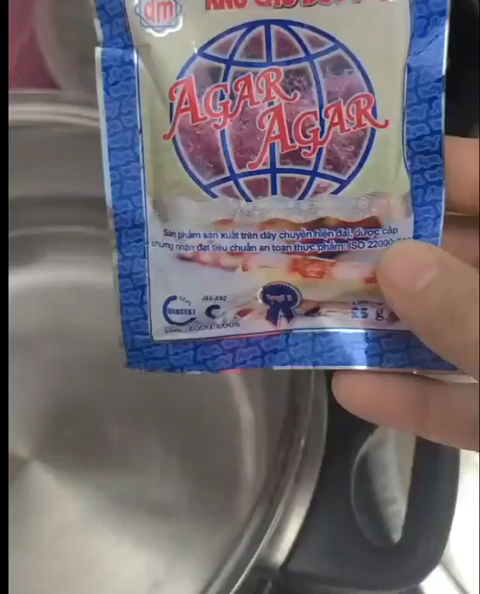 dm
AGAR
AGAR
Sản phẩm sản xuất trên dây chuyền hiện đại, được cấp
chứng nhận đạt tiêu chuẩn an toàn thực phẩm: ISO 22000
JAS-ANZ
25 g